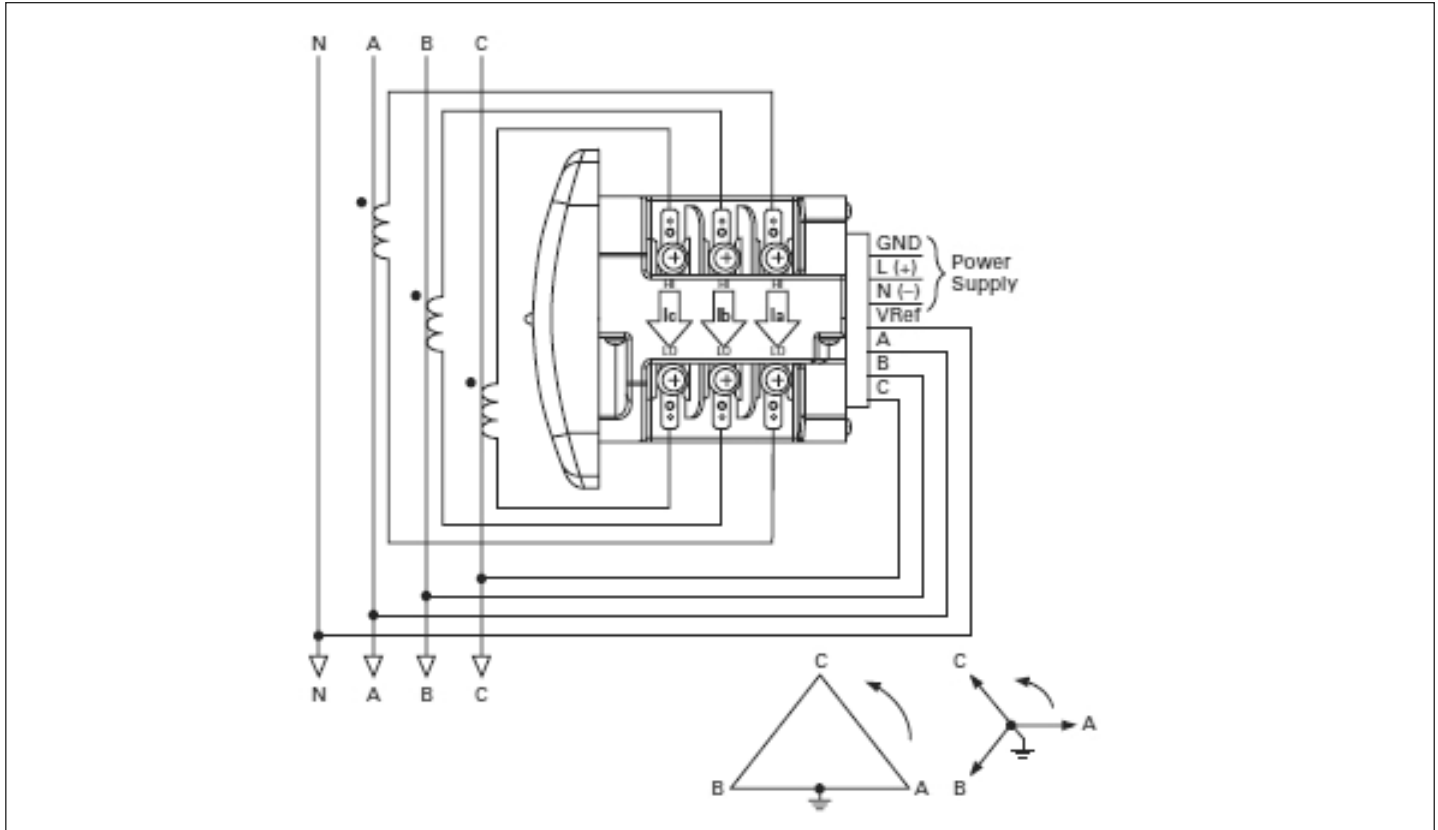 N A B C
GND
L (+)
N (–)
Power
Supply
VRef
A
B
C
HI HI HI
Ic Ib Ia
LO LO LO
N A B C
C
B
A
C
A
B